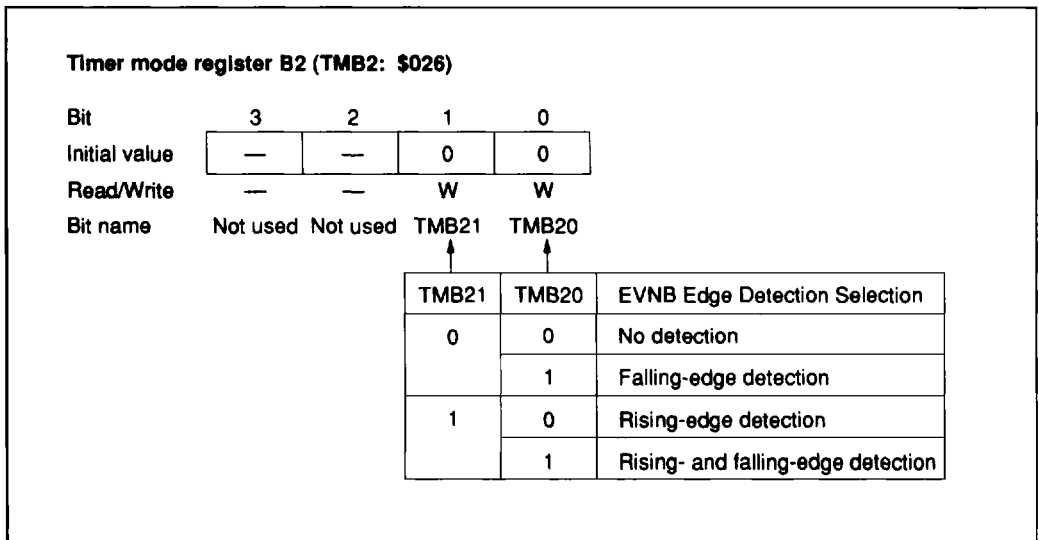 Timer mode register B2 (TMB2: $026)
Bit 3 2 1 0
Initial value — — 0 0
Read/Write — — W W
Bit name Not used Not used TMB21 TMB20
TMB21 TMB20 EVNB Edge Detection Selection
0 0 No detection
1 Falling-edge detection
1 0 Rising-edge detection
1 Rising- and falling-edge detection